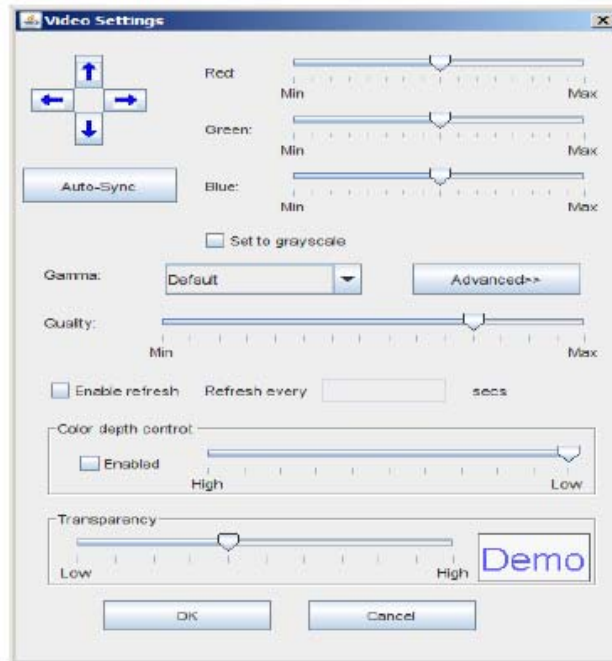 Video Settings
Red:
Min Max
Green:
Min Max
Auto-Sync
Blue:
Min Max
Set to grayscale
Gamma: Default Advanced>>
Quality:
Min Max
Enable refresh Refresh every secs
Color depth control
Enabled
High Low
Transparency
Low High
Demo
OK Cancel